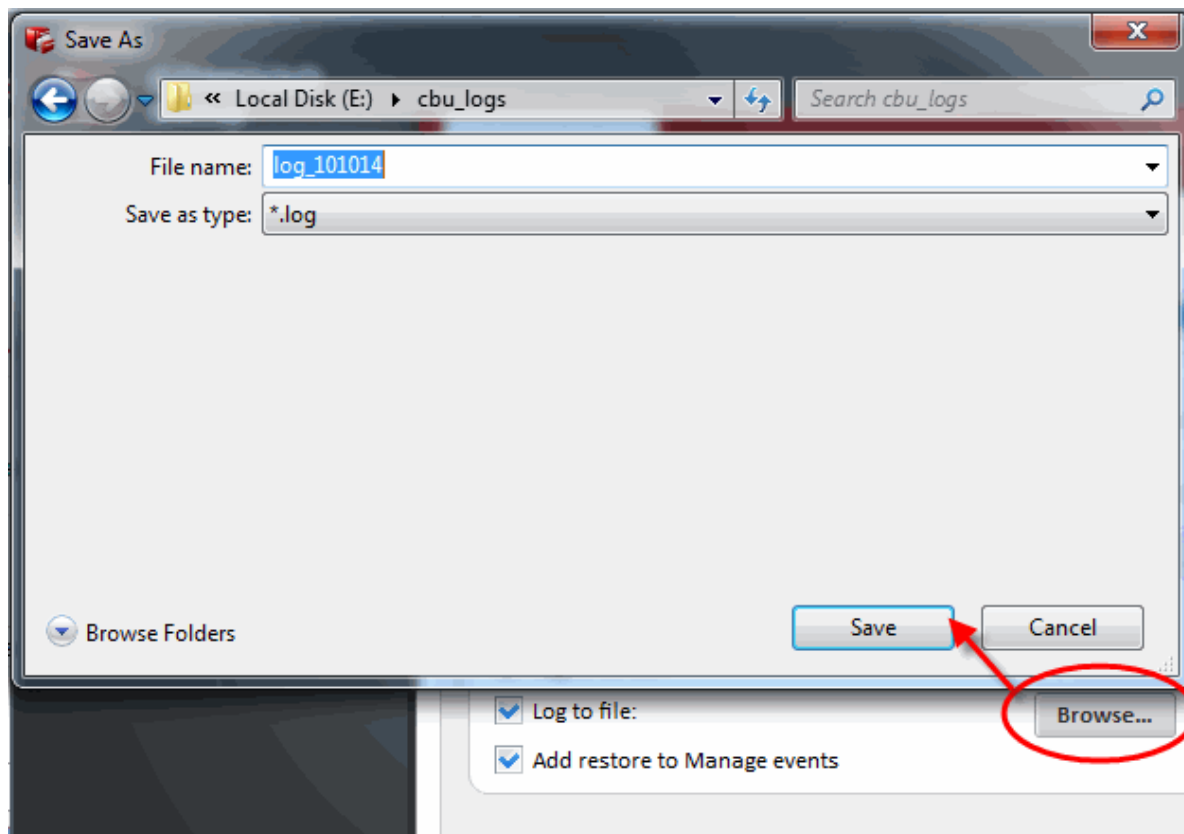 Save As
« Local Disk (E:) ▸ cbu_logs
Search cbu_logs
File name: log_101014
Save as type: *.log
Browse Folders
Save
Cancel
Log to file:
Browse...
Add restore to Manage events